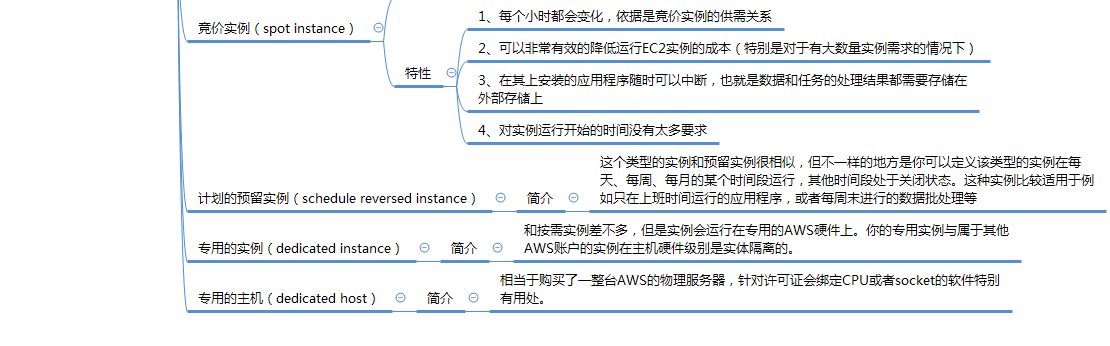 竞价实例（spot instance）
特性
1、每个小时都会变化，依据是竞价实例的供需关系
2、可以非常有效的降低运行EC2实例的成本（特别是对于有大数量实例需求的情况下）
3、在其上安装的应用程序随时可以中断，也就是数据和任务的处理结果都需要存储在
外部存储上
4、对实例运行开始的时间没有太多要求
计划的预留实例（schedule reversed instance）
简介
这个类型的实例和预留实例很相似，但不一样的地方是你可以定义该类型的实例在每
天、每周、每月的某个时间段运行，其他时间段处于关闭状态。这种实例比较适用于例
如只在上班时间运行的应用程序，或者每周末进行的数据批处理等
专用的实例（dedicated instance）
简介
和按需实例差不多，但是实例会运行在专用的AWS硬件上。你的专用实例与属于其他
AWS账户的实例在主机硬件级别是实体隔离的。
专用的主机（dedicated host）
简介
相当于购买了一整台AWS的物理服务器，针对许可证会绑定CPU或者socket的软件特别
有用处。